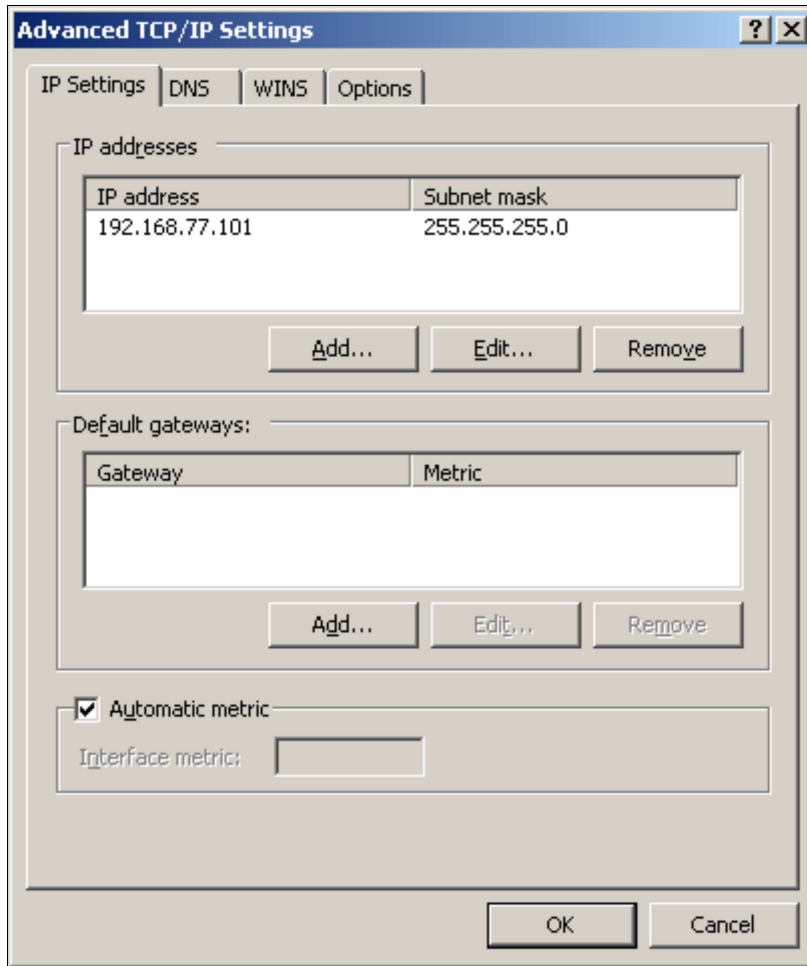 Advanced TCP/IP Settings
IP Settings DNS WINS Options
IP addresses
IP address Subnet mask
192.168.77.101 255.255.255.0
Add... Edit... Remove
Default gateways:
Gateway Metric
Add... Edit... Remove
Automatic metric
Interface metric:
OK Cancel